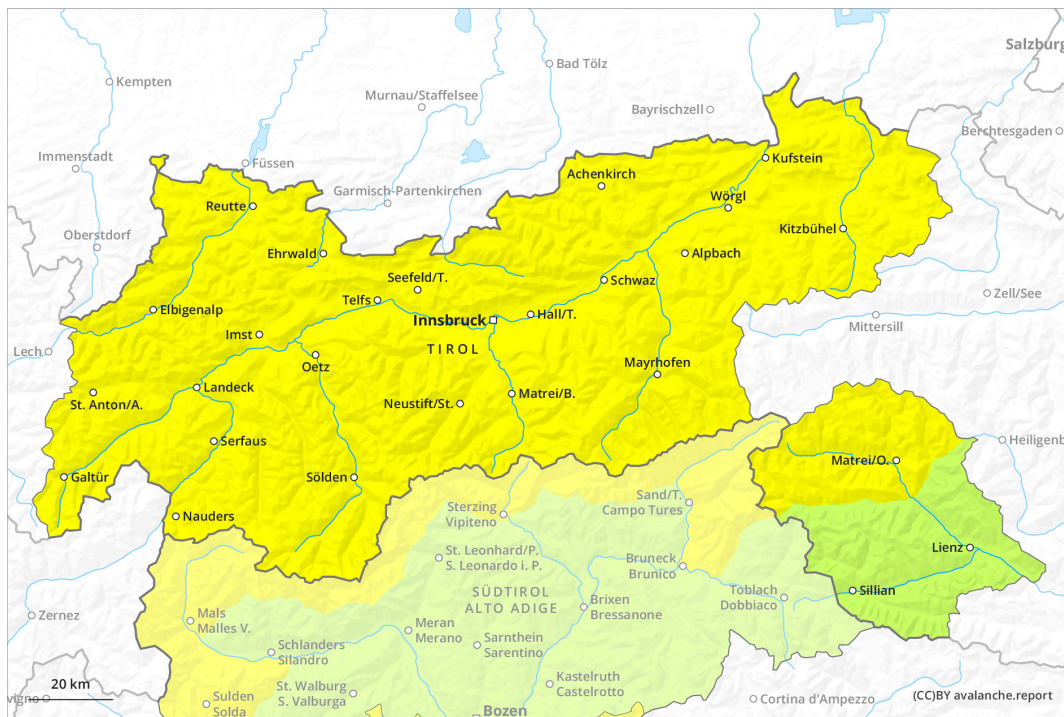 Salzburg
Kempten
Bad Tölz
Murnau/Staffelsee
Bayrischzell
Berchtesgaden
Immenstadt
Füssen
Kufstein
Achenkirch
Garmisch-Partenkirchen
Wörgl
Reutte
Oberstdorf
Kitzbühel
Ehrwald
Alpbach
Seefeld/T.
Schwaz
Zell/See
Telfs
Elbigenalp
Hall/T.
Innsbruck
Mittersill
Imst
TIROL
Lech
Oetz
Mayrhofen
Landeck
St. Anton/A.
Neustift/St.
Matrei/B.
Serfaus
Heiligenb
Matrei/O.
Galtür
Sölden
Sand/T.
Campo Tures
Sterzing
Vipiteno
Nauders
Lienz
St. Leonhard/P.
S. Leonardo i. P.
Bruneck
Brunico
SÜDTIROL
ALTO ADIGE
Toblach
Dobbiaco
Sillian
Brixen
Bressanone
Zernez
Mals
Malles V.
Meran
Merano
Sarnthein
Sarentino
Schlanders
Silandro
Kastelruth
Castelrotto
20 km
St. Walburg
S. Valburga
vigno
Sulden
Solda
Cortina d'Ampezzo
(CC)BY avalanche.report
Bozen